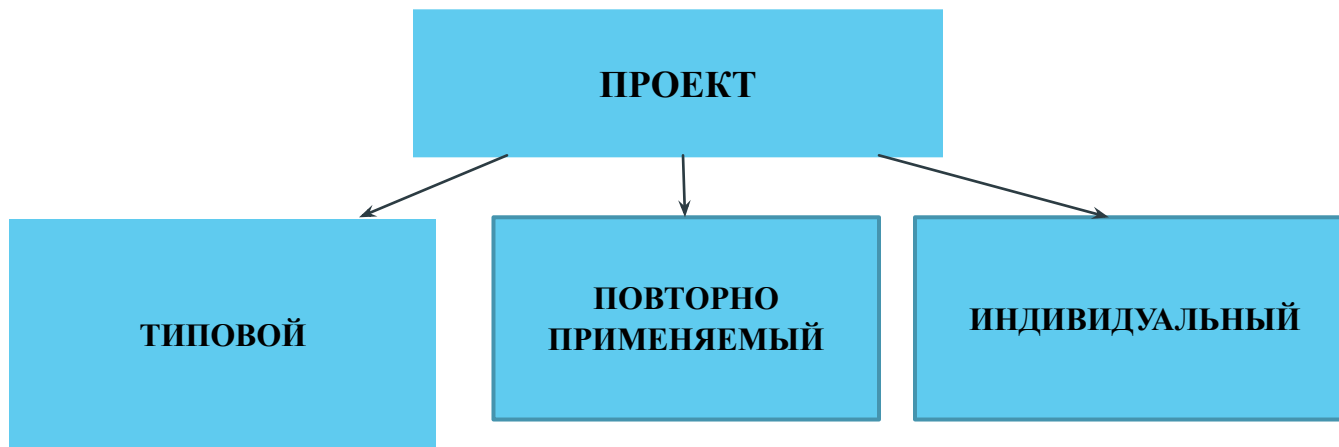 ПРОЕКТ
ТИПОВОЙ
ПОВТОРНО
ПРИМЕНЯЕМЫЙ
ИНДИВИДУАЛЬНЫЙ